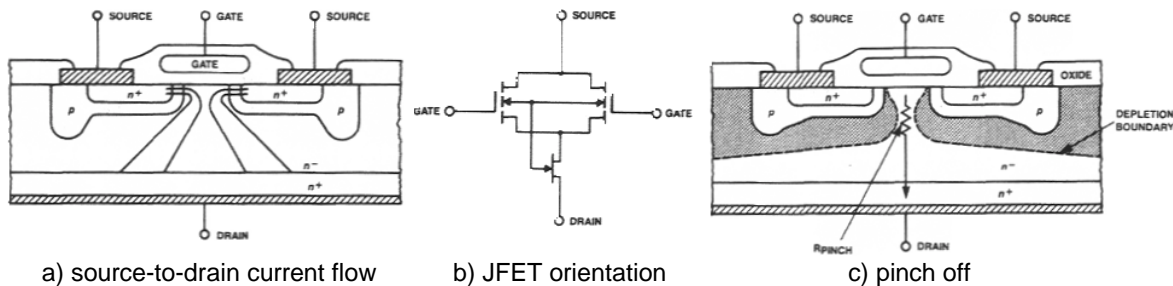 SOURCE GATE SOURCE
GATE
n+ n+
p p
n−
n+
DRAIN
a) source-to-drain current flow
SOURCE
GATE GATE
DRAIN
b) JFET orientation
SOURCE GATE SOURCE
OXIDE
n+ n+
p p
DEPLETION
BOUNDARY
n−
n+
RPINCH
DRAIN
c) pinch off